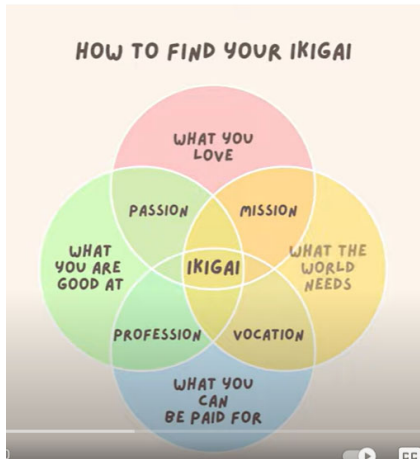 HOW TO FIND YOUR IKIGAI
WHAT YOU
LOVE
PASSION
MISSION
WHAT
YOU ARE
GOOD AT
IKIGAI
WHAT THE
WORLD
NEEDS
PROFESSION
VOCATION
WHAT YOU
CAN
BE PAID FOR